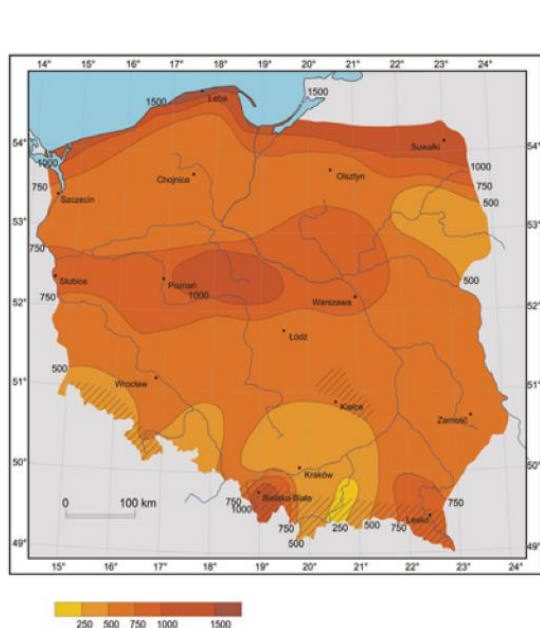 14° 15° 16° 17° 18° 19° 20° 21° 22° 23° 24°
1500
1500
Łeba
54°
54°
Suwałki
1000
1000
Chojnice
Olsztyn
750
750
Szczecin
500
53°
53°
750
Słubice
Poznań
500
750
1000
Warszawa
52°
52°
Łódź
500
51°
Wrocław
51°
Kielce
Zamość
50°
50°
Kraków
0 100 km
750
Bielsko-Biała
750
1000
Lesko
750 250 500 750
500
49°
49°
15° 16° 17° 18° 19° 20° 21° 22° 23°
250 500 750 1000 1500